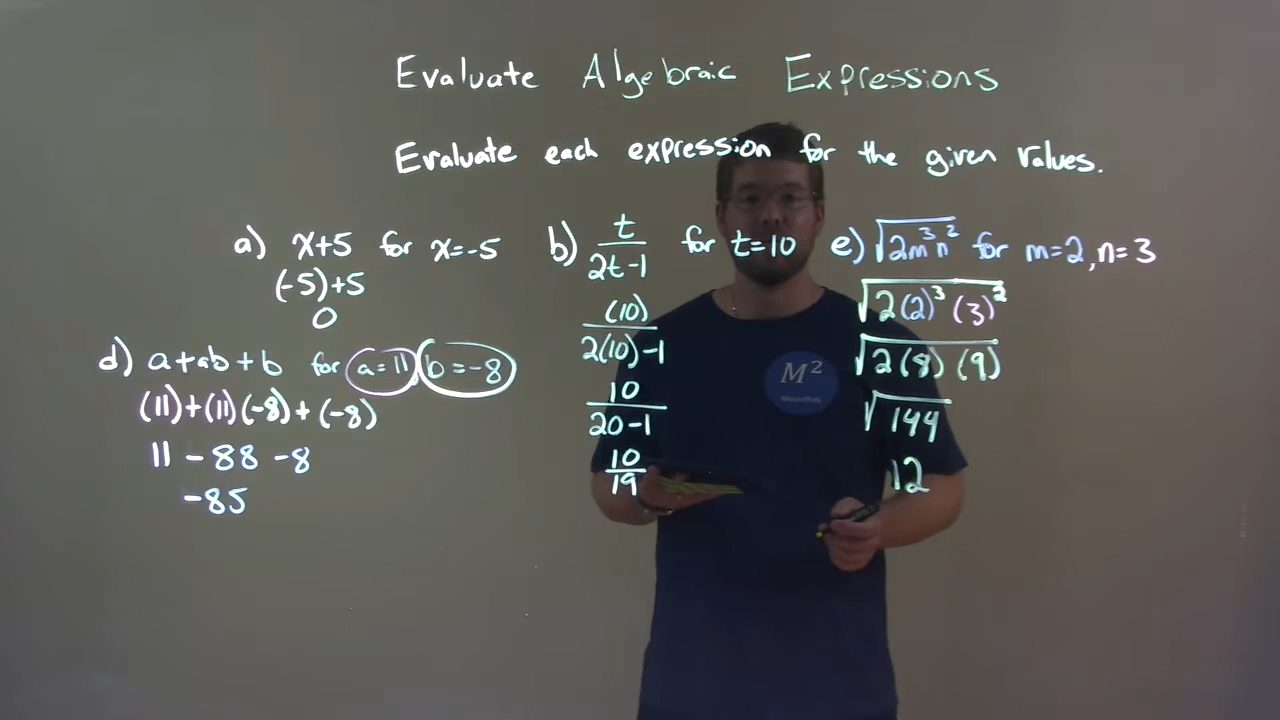 Evaluate Algebraic Expressions
Evaluate each expression for the given values.
a) x+5 for x=-5
(-5)+5
0
b) t/(2t-1) for t=10
(10)/(2(10)-1)
10/(20-1)
10/19
e) √(2m³n²) for m=2, n=3
√(2(2)³(3)²)
√(2(8)(9))
√144
12
d) a+ab+b for a=11, b=-8
(11)+(11)(-8)+(-8)
11-88-8
-85
M²